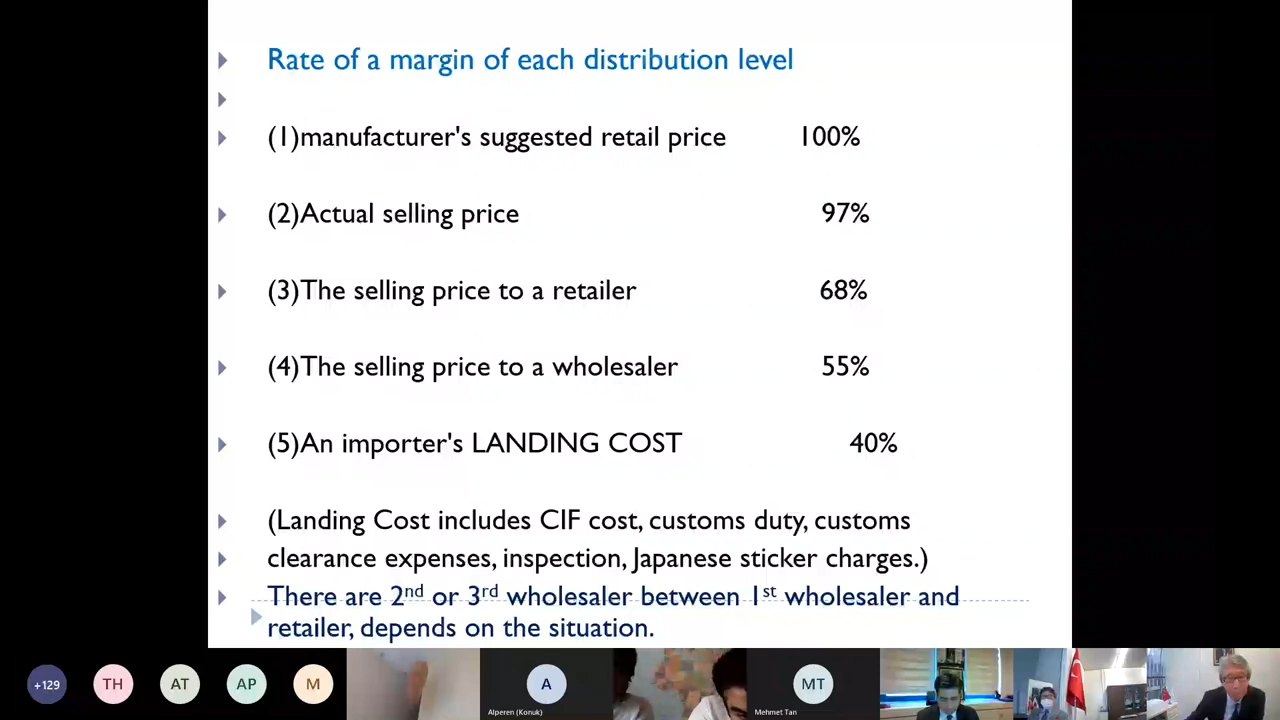 Rate of a margin of each distribution level
(1)manufacturer's suggested retail price 100%
(2)Actual selling price 97%
(3)The selling price to a retailer 68%
(4)The selling price to a wholesaler 55%
(5)An importer's LANDING COST 40%
(Landing Cost includes CIF cost, customs duty, customs
clearance expenses, inspection, Japanese sticker charges.)
There are 2nd or 3rd wholesaler between 1st wholesaler and
retailer, depends on the situation.
+129 TH AT AP M A MT
Alperen (Konuk) Mehmet Tan